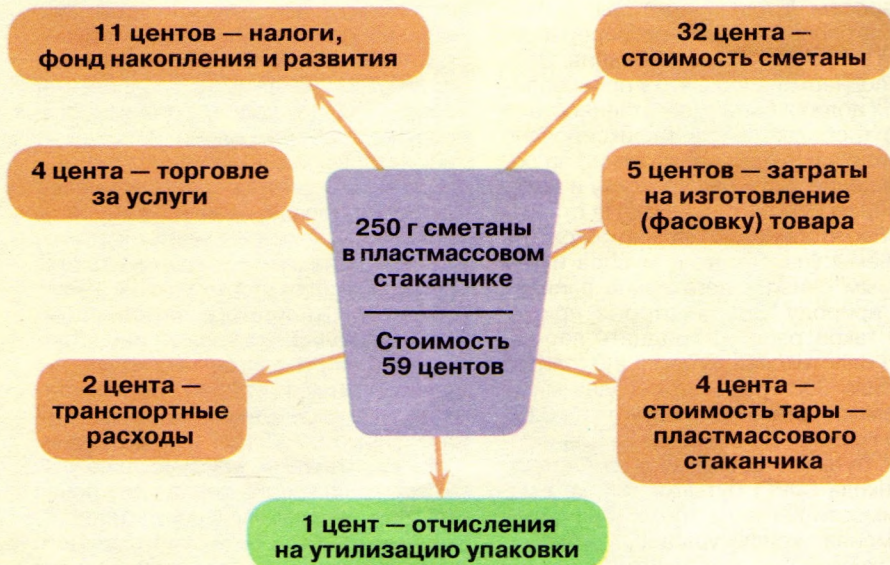 11 центов — налоги,
фонд накопления и развития
32 цента —
стоимость сметаны
4 цента — торговле
за услуги
250 г сметаны
в пластмассовом
стаканчике
Стоимость
59 центов
5 центов — затраты
на изготовление
(фасовку) товара
2 цента —
транспортные
расходы
4 цента —
стоимость тары —
пластмассового
стаканчика
1 цент — отчисления
на утилизацию упаковки